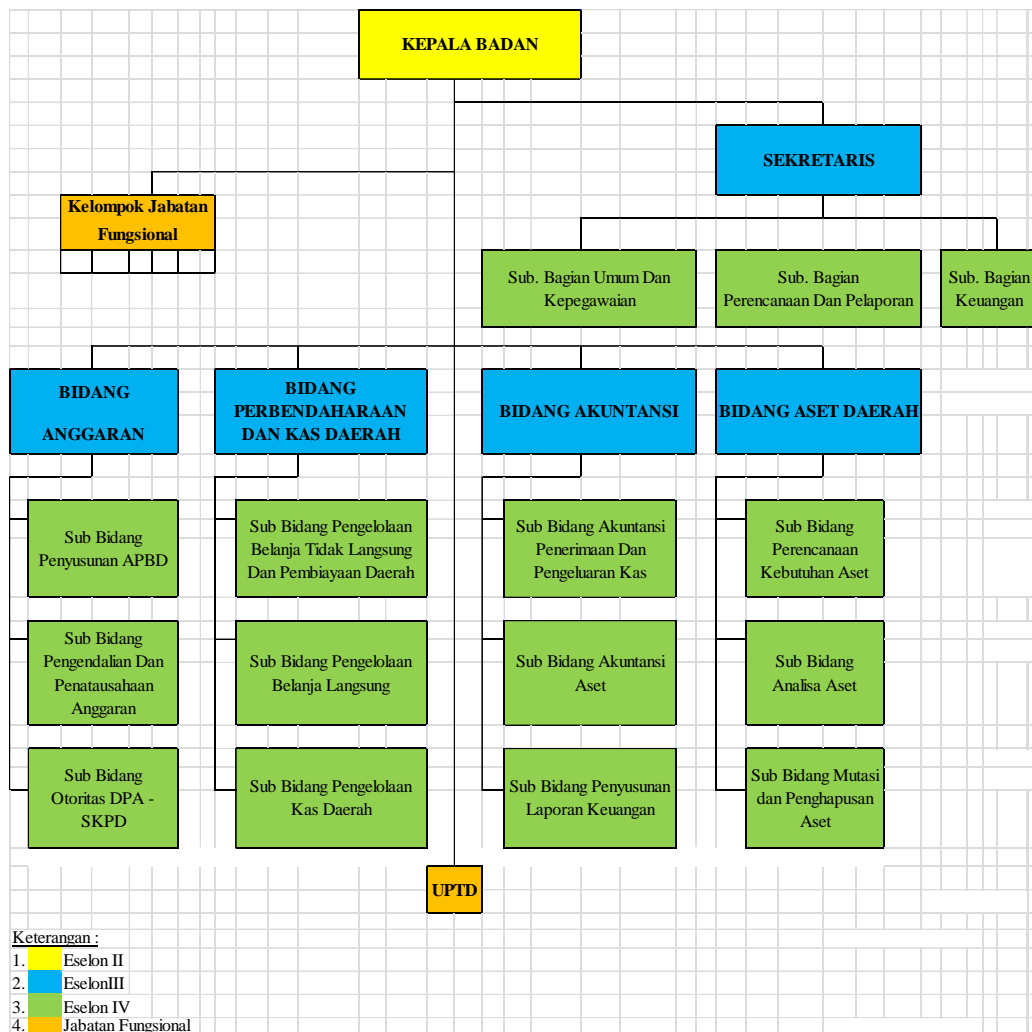 KEPALA BADAN
SEKRETARIS
Kelompok Jabatan
Fungsional
Sub. Bagian Umum Dan
Kepegawaian
Sub. Bagian
Perencanaan Dan Pelaporan
Sub. Bagian
Keuangan
BIDANG
ANGGARAN
BIDANG
PERBENDAHARAAN
DAN KAS DAERAH
BIDANG AKUNTANSI
BIDANG ASET DAERAH
Sub Bidang
Penyusunan APBD
Sub Bidang Pengelolaan
Belanja Tidak Langsung
Dan Pembiayaan Daerah
Sub Bidang Akuntansi
Penerimaan Dan
Pengeluaran Kas
Sub Bidang
Perencanaan
Kebutuhan Aset
Sub Bidang
Pengendalian Dan
Penatausahaan
Anggaran
Sub Bidang Pengelolaan
Belanja Langsung
Sub Bidang Akuntansi
Aset
Sub Bidang
Analisa Aset
Sub Bidang
Otoritas DPA -
SKPD
Sub Bidang Pengelolaan
Kas Daerah
Sub Bidang Penyusunan
Laporan Keuangan
Sub Bidang Mutasi
dan Penghapusan
Aset
UPTD
Keterangan :
1. Eselon II
2. EselonIII
3. Eselon IV
4. Jabatan Fungsional